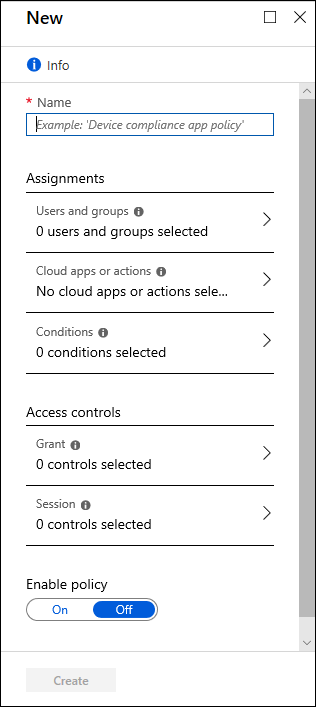 New
Info
* Name
Example: 'Device compliance app policy'
Assignments
Users and groups
0 users and groups selected
Cloud apps or actions
No cloud apps or actions sele...
Conditions
0 conditions selected
Access controls
Grant
0 controls selected
Session
0 controls selected
Enable policy
On Off
Create